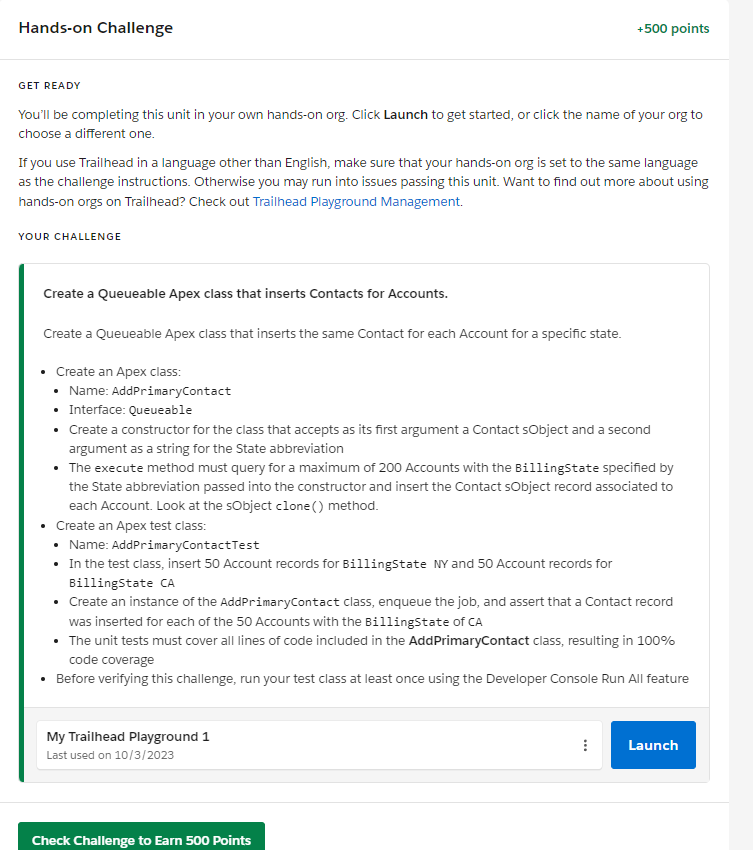 Hands-on Challenge
+500 points
GET READY
You'll be completing this unit in your own hands-on org. Click Launch to get started, or click the name of your org to
choose a different one.
If you use Trailhead in a language other than English, make sure that your hands-on org is set to the same language
as the challenge instructions. Otherwise you may run into issues passing this unit. Want to find out more about using
hands-on orgs on Trailhead? Check out Trailhead Playground Management.
YOUR CHALLENGE
Create a Queueable Apex class that inserts Contacts for Accounts.
Create a Queueable Apex class that inserts the same Contact for each Account for a specific state.
• Create an Apex class:
• Name: AddPrimaryContact
• Interface: Queueable
• Create a constructor for the class that accepts as its first argument a Contact sObject and a second
argument as a string for the State abbreviation
• The execute method must query for a maximum of 200 Accounts with the BillingState specified by
the State abbreviation passed into the constructor and insert the Contact sObject record associated to
each Account. Look at the sObject clone() method.
• Create an Apex test class:
• Name: AddPrimaryContactTest
• In the test class, insert 50 Account records for BillingState NY and 50 Account records for
BillingState CA
• Create an instance of the AddPrimaryContact class, enqueue the job, and assert that a Contact record
was inserted for each of the 50 Accounts with the BillingState of CA
• The unit tests must cover all lines of code included in the AddPrimaryContact class, resulting in 100%
code coverage
• Before verifying this challenge, run your test class at least once using the Developer Console Run All feature
My Trailhead Playground 1
Last used on 10/3/2023
Launch
Check Challenge to Earn 500 Points